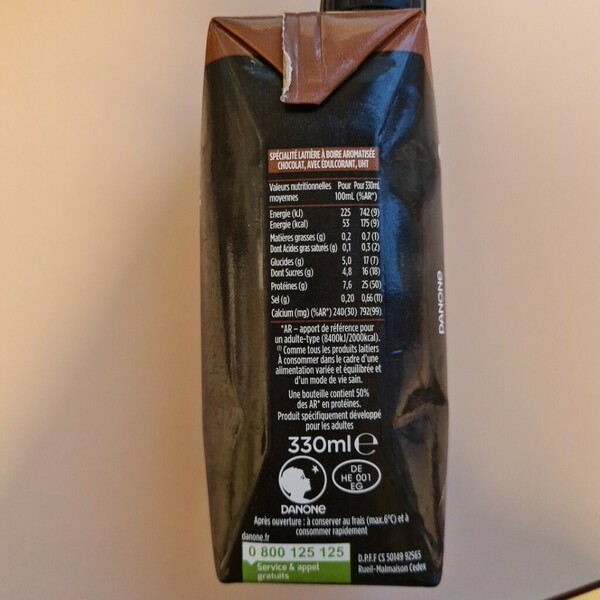 SPÉCIALITÉ LAITIÈRE À BOIRE AROMATISÉE
CHOCOLAT, AVEC ÉDULCORANT, UHT
Valeurs nutritionnelles Pour Pour 330mL
moyennes 100mL (%AR*)
Energie (kJ) 225 742 (9)
Energie (kcal) 53 175 (9)
Matières grasses (g) 0,2 0,7 (1)
Dont Acides gras saturés (g) 0,1 0,3 (2)
Glucides (g) 5,0 17 (7)
Dont Sucres (g) 4,8 16 (18)
Protéines (g) 7,6 25 (50)
Sel (g) 0,20 0,66 (11)
Calcium (mg) (%AR*) 240(30) 792(99)
*AR – apport de référence pour
un adulte-type (8400kJ/2000kcal).
(1) Comme tous les produits laitiers
À consommer dans le cadre d'une
alimentation variée et équilibrée et
d'un mode de vie sain.
Une bouteille contient 50%
des AR* en protéines.
Produit spécifiquement développé
pour les adultes
330ml e
DE
HE 001
EG
DANONE
Après ouverture : à conserver au frais (max.6°C) et à
consommer rapidement
danone.fr
0 800 125 125
Service & appel
gratuits
D.P.F.F CS 50149 92565
Rueil-Malmaison Cedex
DANONE